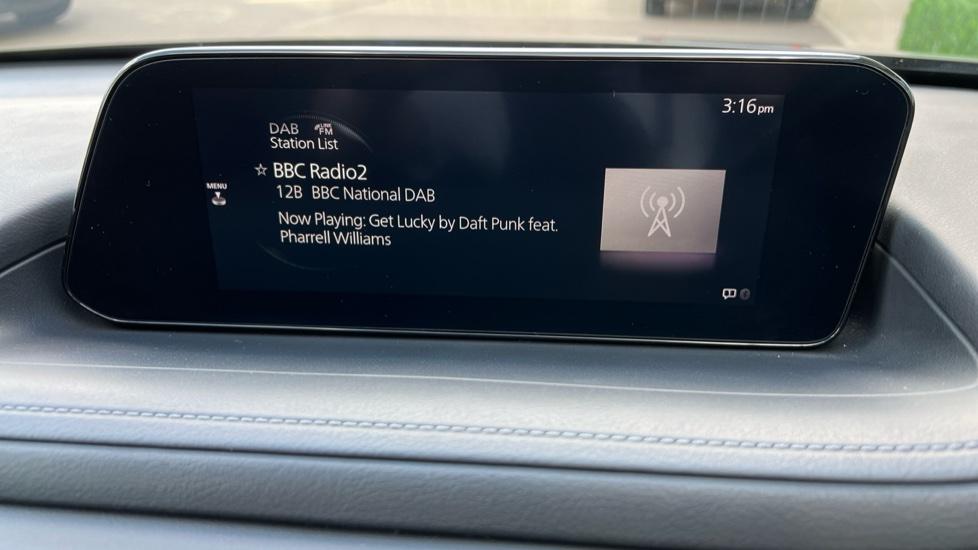 3:16pm
DAB LINK FM
Station List
☆ BBC Radio2
MENU
12B BBC National DAB
Now Playing: Get Lucky by Daft Punk feat.
Pharrell Williams